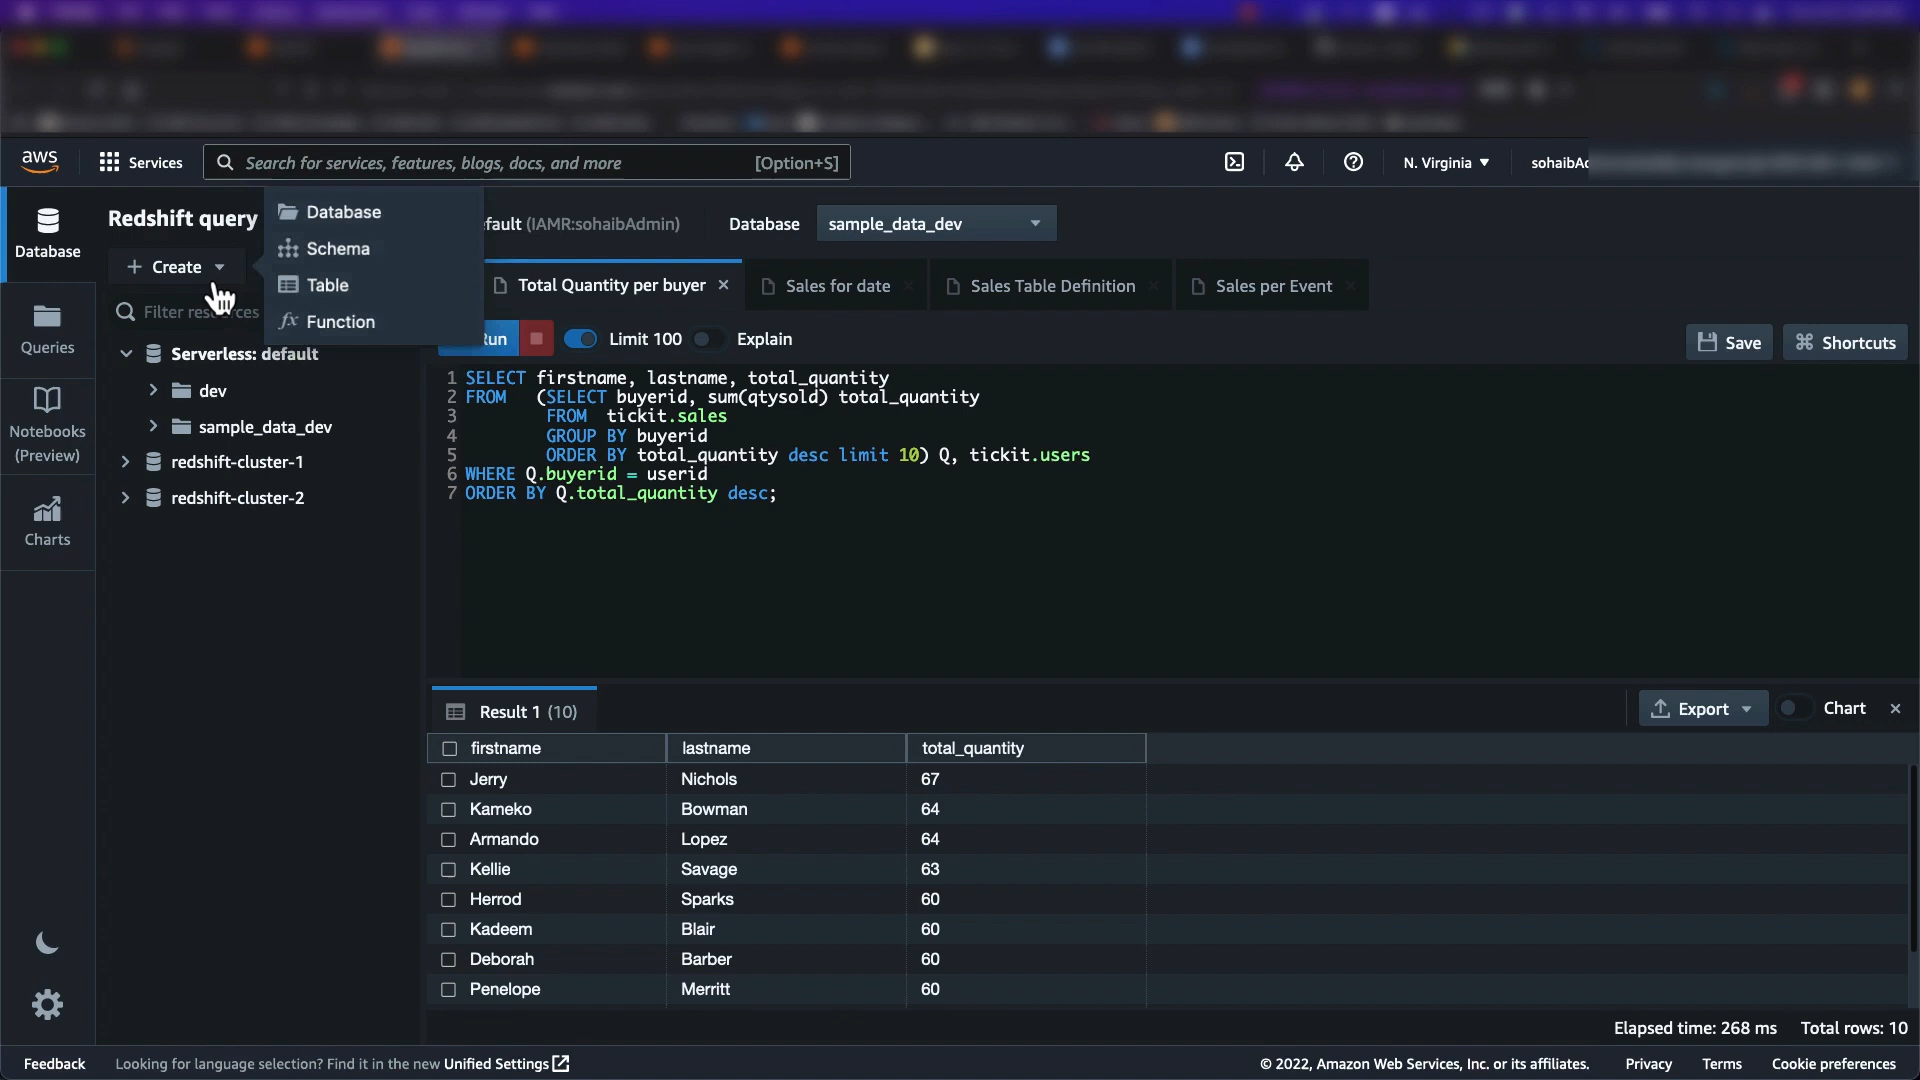 aws
Services
Search for services, features, blogs, docs, and more
[Option+S]
N. Virginia
Redshift query
Database
Queries
Notebooks
(Preview)
Charts
Create
Database
Schema
Table
Function
(IAMR:sohaibAdmin)
Database
sample_data_dev
Total Quantity per buyer
Sales for date
Sales Table Definition
Sales per Event
Limit 100
Explain
Save
Shortcuts
Serverless: default
dev
sample_data_dev
redshift-cluster-1
redshift-cluster-2
1 SELECT firstname, lastname, total_quantity
2 FROM (SELECT buyerid, sum(qtysold) total_quantity
3 FROM tickit.sales
4 GROUP BY buyerid
5 ORDER BY total_quantity desc limit 10) Q, tickit.users
6 WHERE Q.buyerid = userid
7 ORDER BY Q.total_quantity desc;
Result 1 (10)
Export
Chart
firstname lastname total_quantity
Jerry Nichols 67
Kameko Bowman 64
Armando Lopez 64
Kellie Savage 63
Herrod Sparks 60
Kadeem Blair 60
Deborah Barber 60
Penelope Merritt 60
Elapsed time: 268 ms Total rows: 10
Feedback
Looking for language selection? Find it in the new Unified Settings
© 2022, Amazon Web Services, Inc. or its affiliates.
Privacy
Terms
Cookie preferences